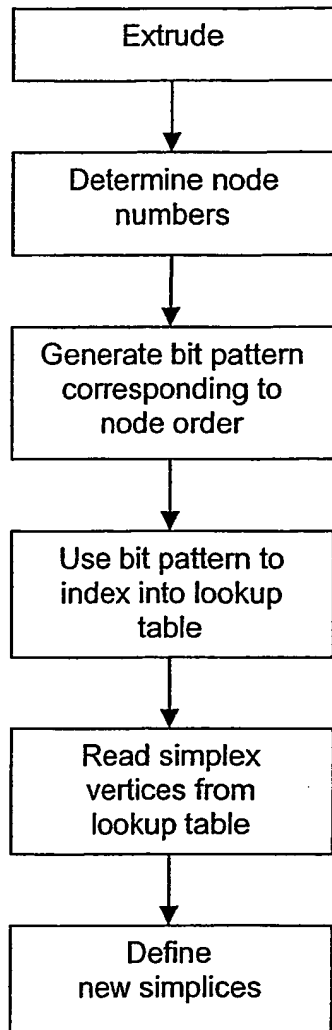 Extrude
Determine node
numbers
Generate bit pattern
corresponding to
node order
Use bit pattern to
index into lookup
table
Read simplex
vertices from
lookup table
Define
new simplices